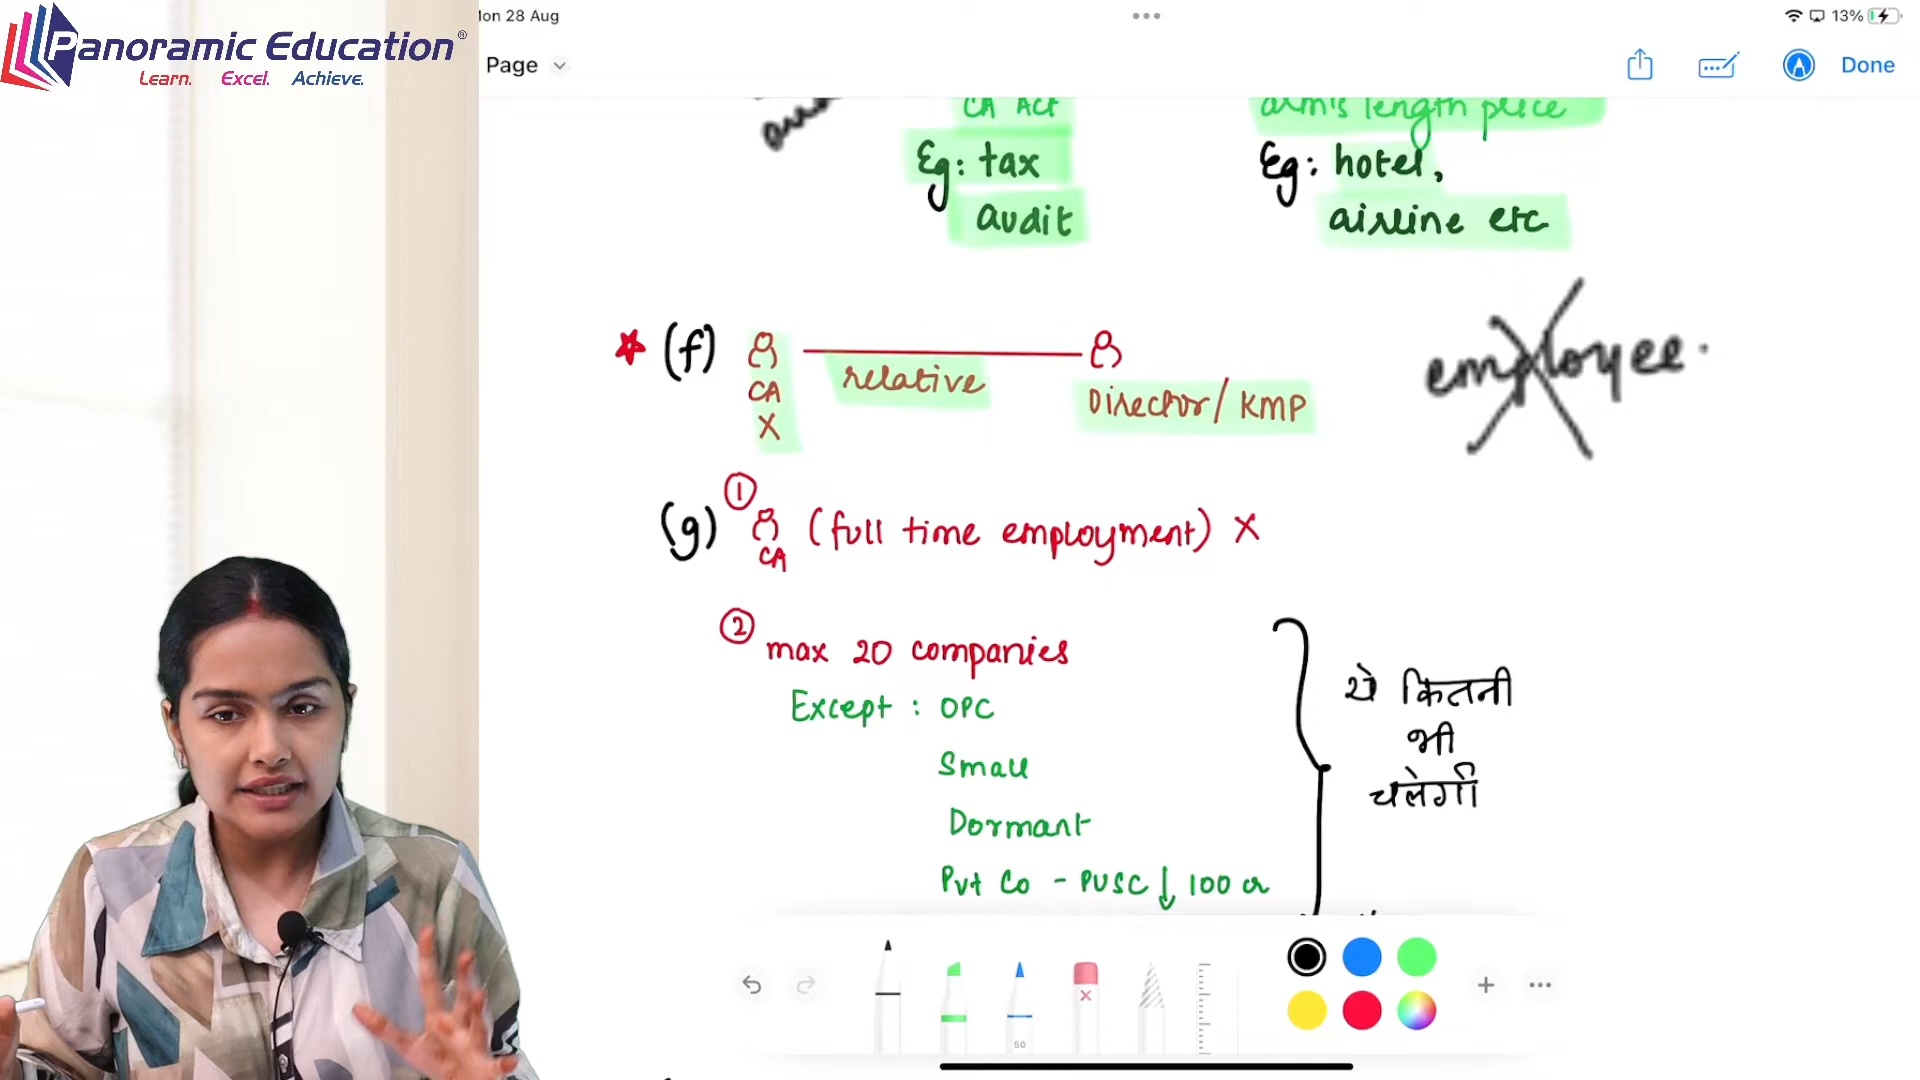 Panoramic Education®
Learn. Excel. Achieve.
Mon 28 Aug
13%
Page
Done
CA Act
Eg: tax
audit
arm's length price
Eg: hotel,
airline etc
(f)
CA
X
relative
Director / KMP
employee.
(g) ① (full time employment) X
CA
② max 20 companies
Except : OPC
Small
Dormant
Pvt Co - PUSC ↓ 100 cr
ये कितनी
भी
चलेगी
50